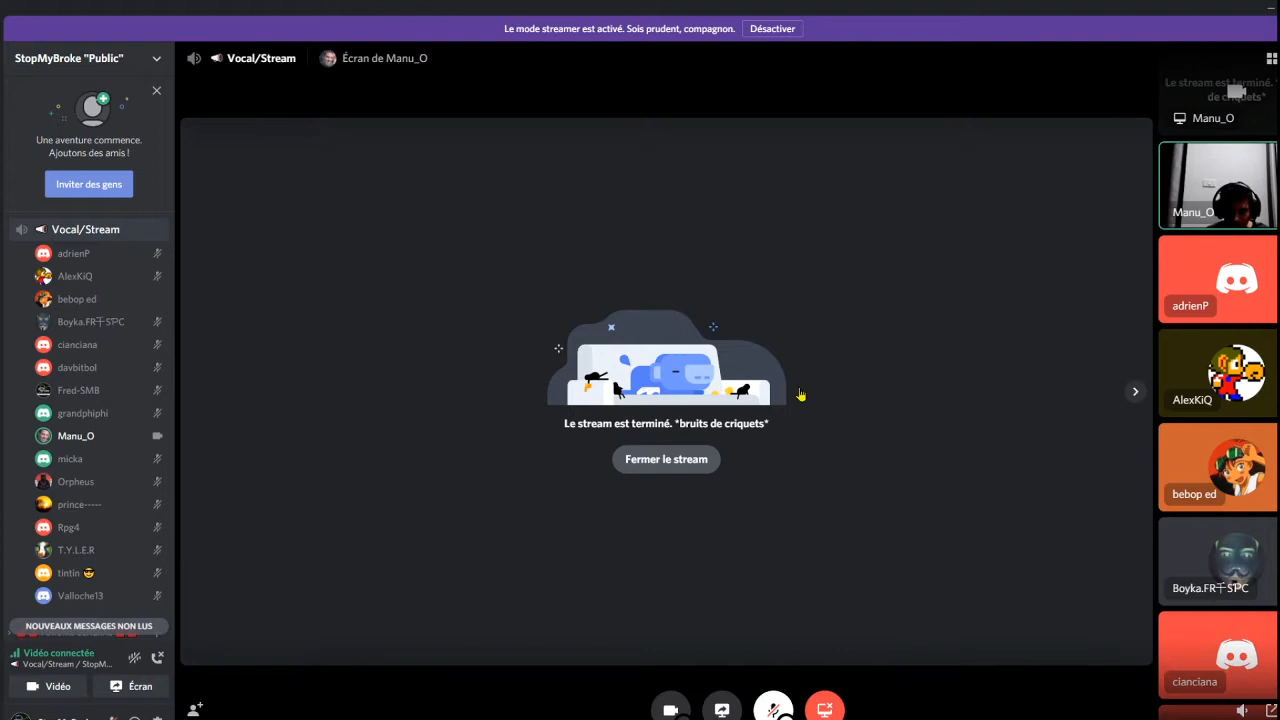 Le mode streamer est activé. Sois prudent, compagnon.
Désactiver
StopMyBroke "Public"
Vocal/Stream
Écran de Manu_O
Une aventure commence.
Ajoutons des amis !
Inviter des gens
Vocal/Stream
adrienP
AlexKiQ
bebop ed
Boyka.FR千S尸C
cianciana
davbitbol
Fred-SMB
grandphiphi
Manu_O
micka
Orpheus
prince-----
Rpg4
T.Y.L.E.R
tintin 😎
Valloche13
NOUVEAUX MESSAGES NON LUS
Vidéo connectée
Vocal/Stream / StopM...
Vidéo
Écran
Le stream est terminé. *bruits de criquets*
Fermer le stream
Le stream est terminé.
de criquets*
Manu_O
Manu_O
adrienP
AlexKiQ
bebop ed
Boyka.FR千S尸C
cianciana